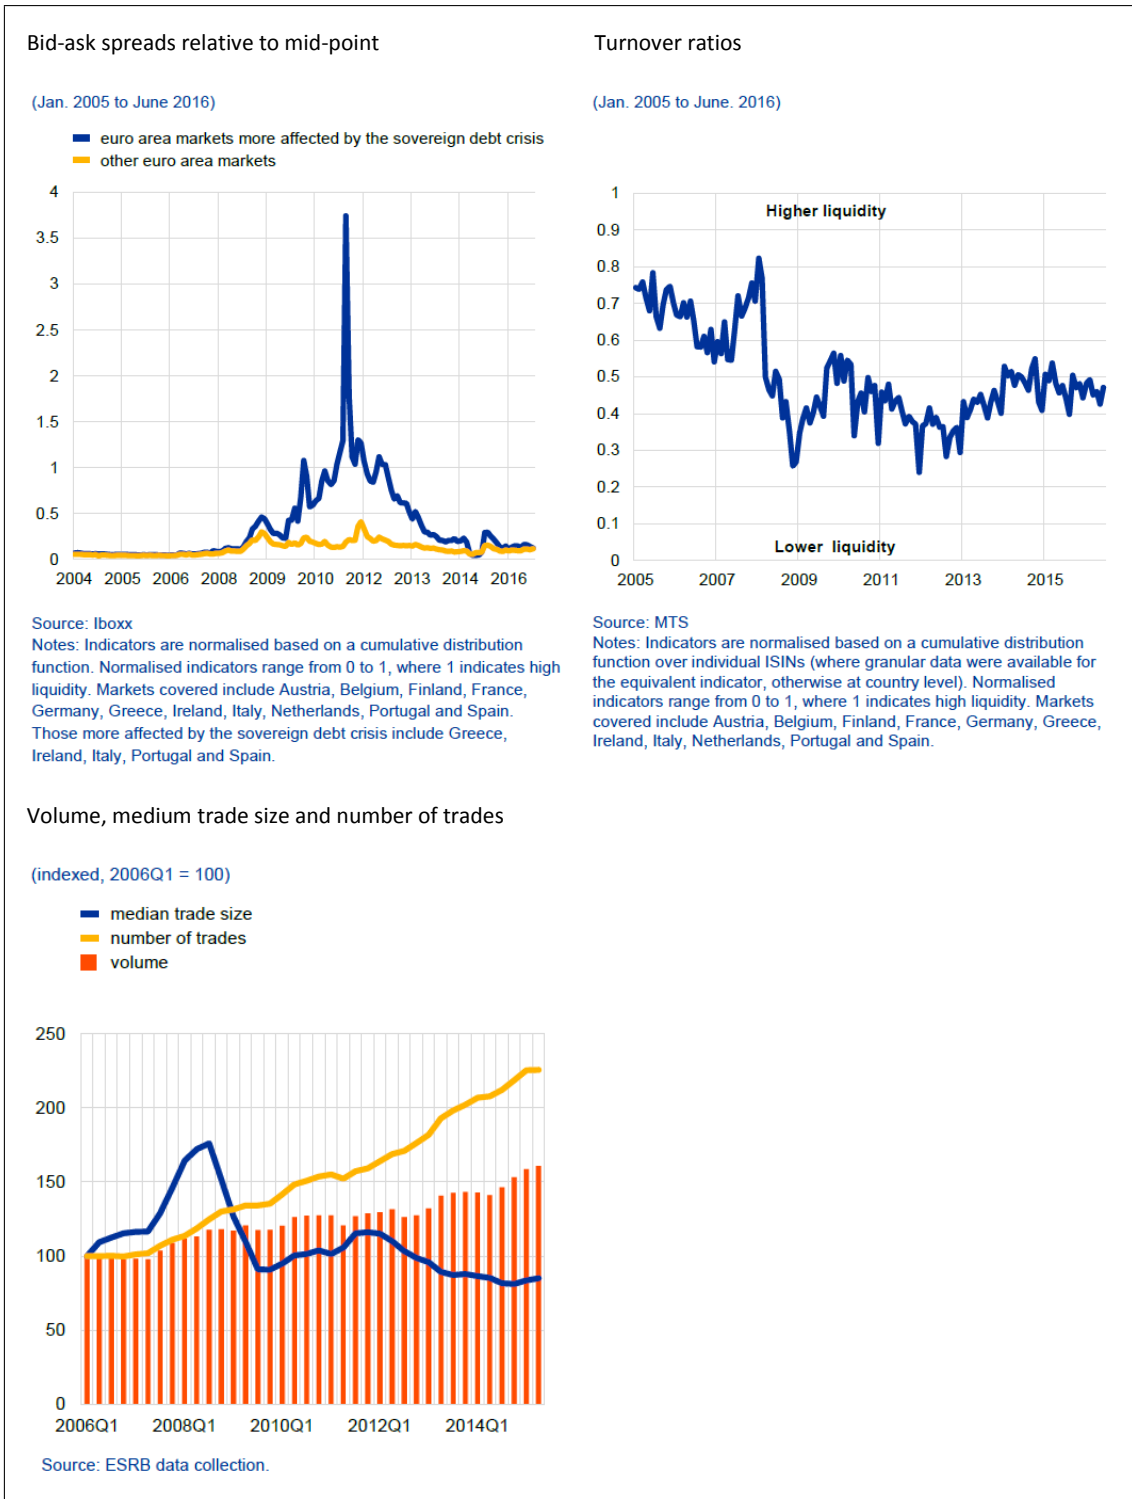 Bid-ask spreads relative to mid-point
(Jan. 2005 to June 2016)
euro area markets more affected by the sovereign debt crisis
other euro area markets
4
3.5
3
2.5
2
1.5
1
0.5
0
2004 2005 2006 2008 2009 2010 2012 2013 2014 2016
Source: Iboxx
Notes: Indicators are normalised based on a cumulative distribution
function. Normalised indicators range from 0 to 1, where 1 indicates high
liquidity. Markets covered include Austria, Belgium, Finland, France,
Germany, Greece, Ireland, Italy, Netherlands, Portugal and Spain.
Those more affected by the sovereign debt crisis include Greece,
Ireland, Italy, Portugal and Spain.
Turnover ratios
(Jan. 2005 to June. 2016)
1
0.9
0.8
0.7
0.6
0.5
0.4
0.3
0.2
0.1
0
Higher liquidity
Lower liquidity
2005 2007 2009 2011 2013 2015
Source: MTS
Notes: Indicators are normalised based on a cumulative distribution
function over individual ISINs (where granular data were available for
the equivalent indicator, otherwise at country level). Normalised
indicators range from 0 to 1, where 1 indicates high liquidity. Markets
covered include Austria, Belgium, Finland, France, Germany, Greece,
Ireland, Italy, Netherlands, Portugal and Spain.
Volume, medium trade size and number of trades
(indexed, 2006Q1 = 100)
median trade size
number of trades
volume
250
200
150
100
50
0
2006Q1 2008Q1 2010Q1 2012Q1 2014Q1
Source: ESRB data collection.